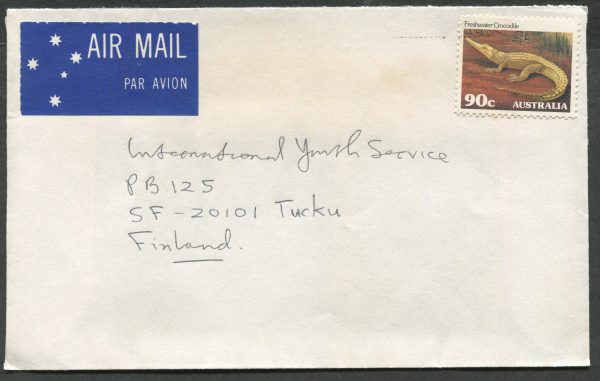 AIR MAIL
PAR AVION
Freshwater Crocodile
90c AUSTRALIA
International Youth Service
PB 125
SF-20101 Turku
Finland.